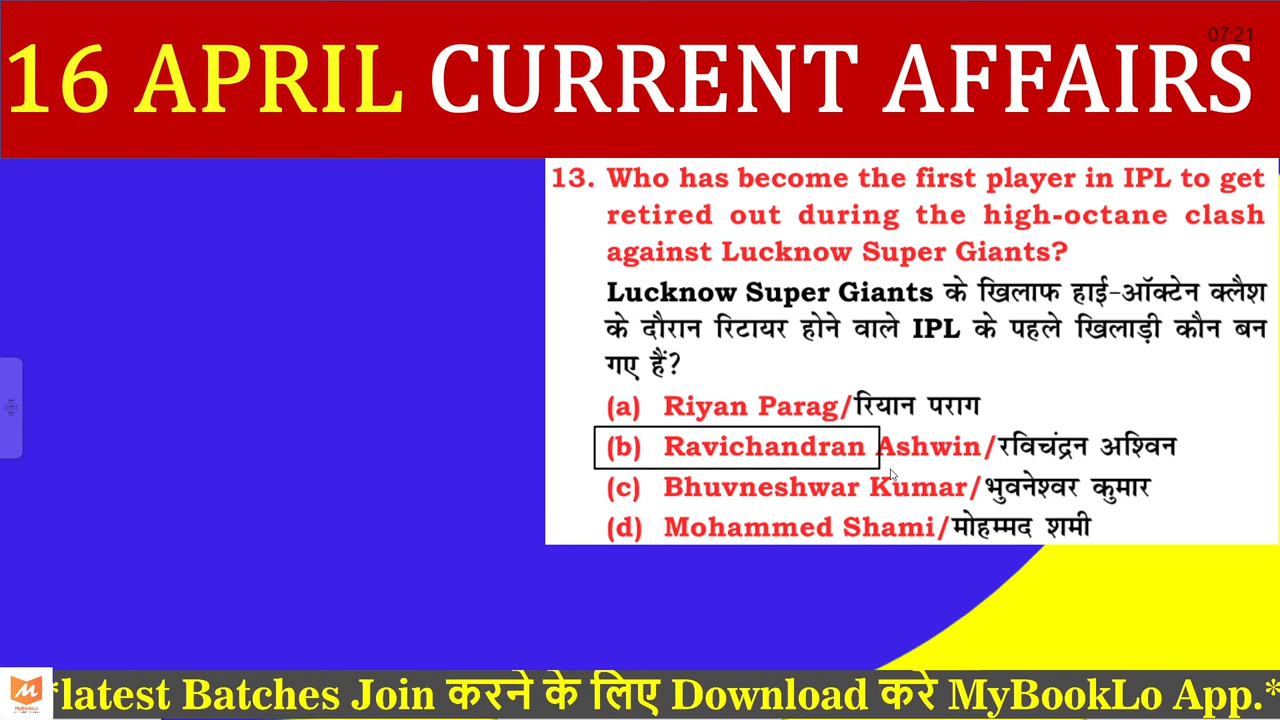 07:21
16 APRIL CURRENT AFFAIRS
13. Who has become the first player in IPL to get
retired out during the high-octane clash
against Lucknow Super Giants?
Lucknow Super Giants के खिलाफ हाई-ऑक्टेन क्लैश
के दौरान रिटायर होने वाले IPL के पहले खिलाड़ी कौन बन
गए हैं?
(a) Riyan Parag/रियान पराग
(b) Ravichandran Ashwin/रविचंद्रन अश्विन
(c) Bhuvneshwar Kumar/भुवनेश्वर कुमार
(d) Mohammed Shami/मोहम्मद शमी
*latest Batches Join करने के लिए Download करे MyBookLo App.*
MyBookLo